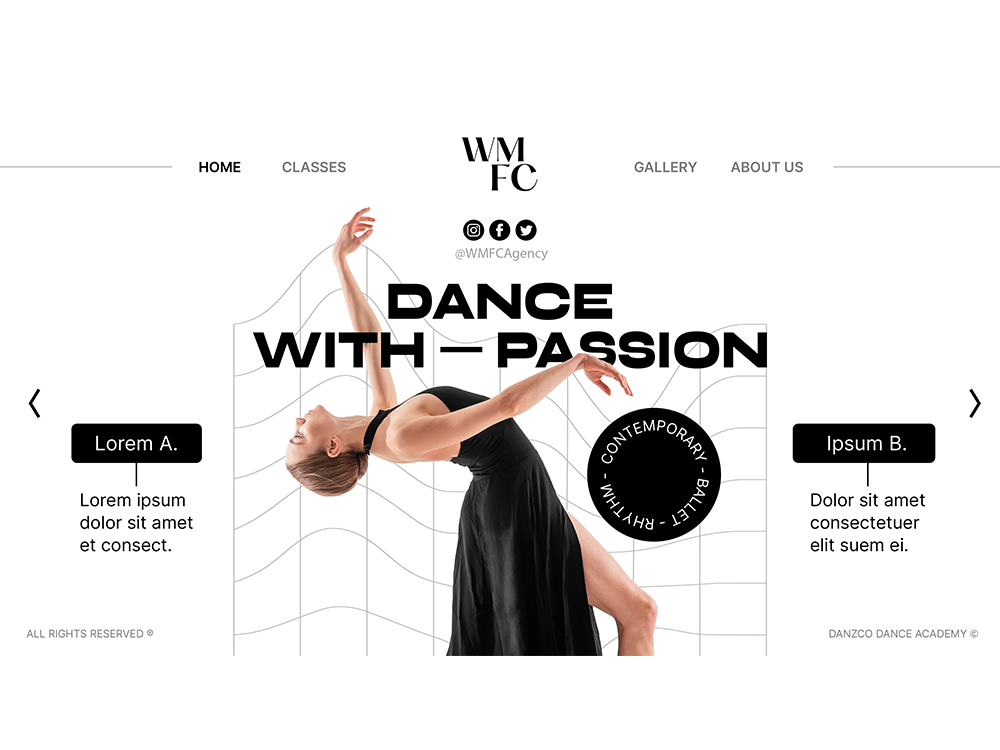 HOME
CLASSES
WM
FC
GALLERY
ABOUT US
@WMFCAgency
DANCE
WITH — PASSION
CONTEMPORARY - BALLET - RHYTHM -
Lorem A.
Lorem ipsum
dolor sit amet
et consect.
Ipsum B.
Dolor sit amet
consectetuer
elit suem ei.
ALL RIGHTS RESERVED ®
DANZCO DANCE ACADEMY ©